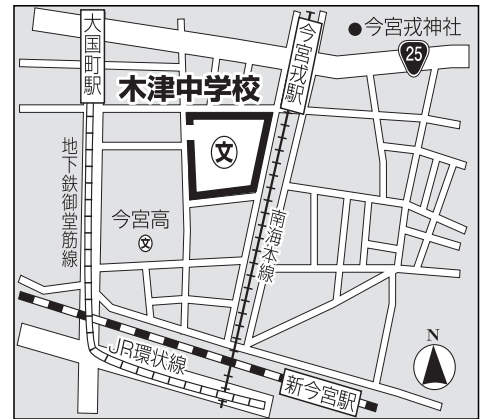 大国町駅
今宮戎駅
今宮戎神社
25
木津中学校
文
地下鉄御堂筋線
今宮高
文
南海本線
N
JR環状線
新今宮駅